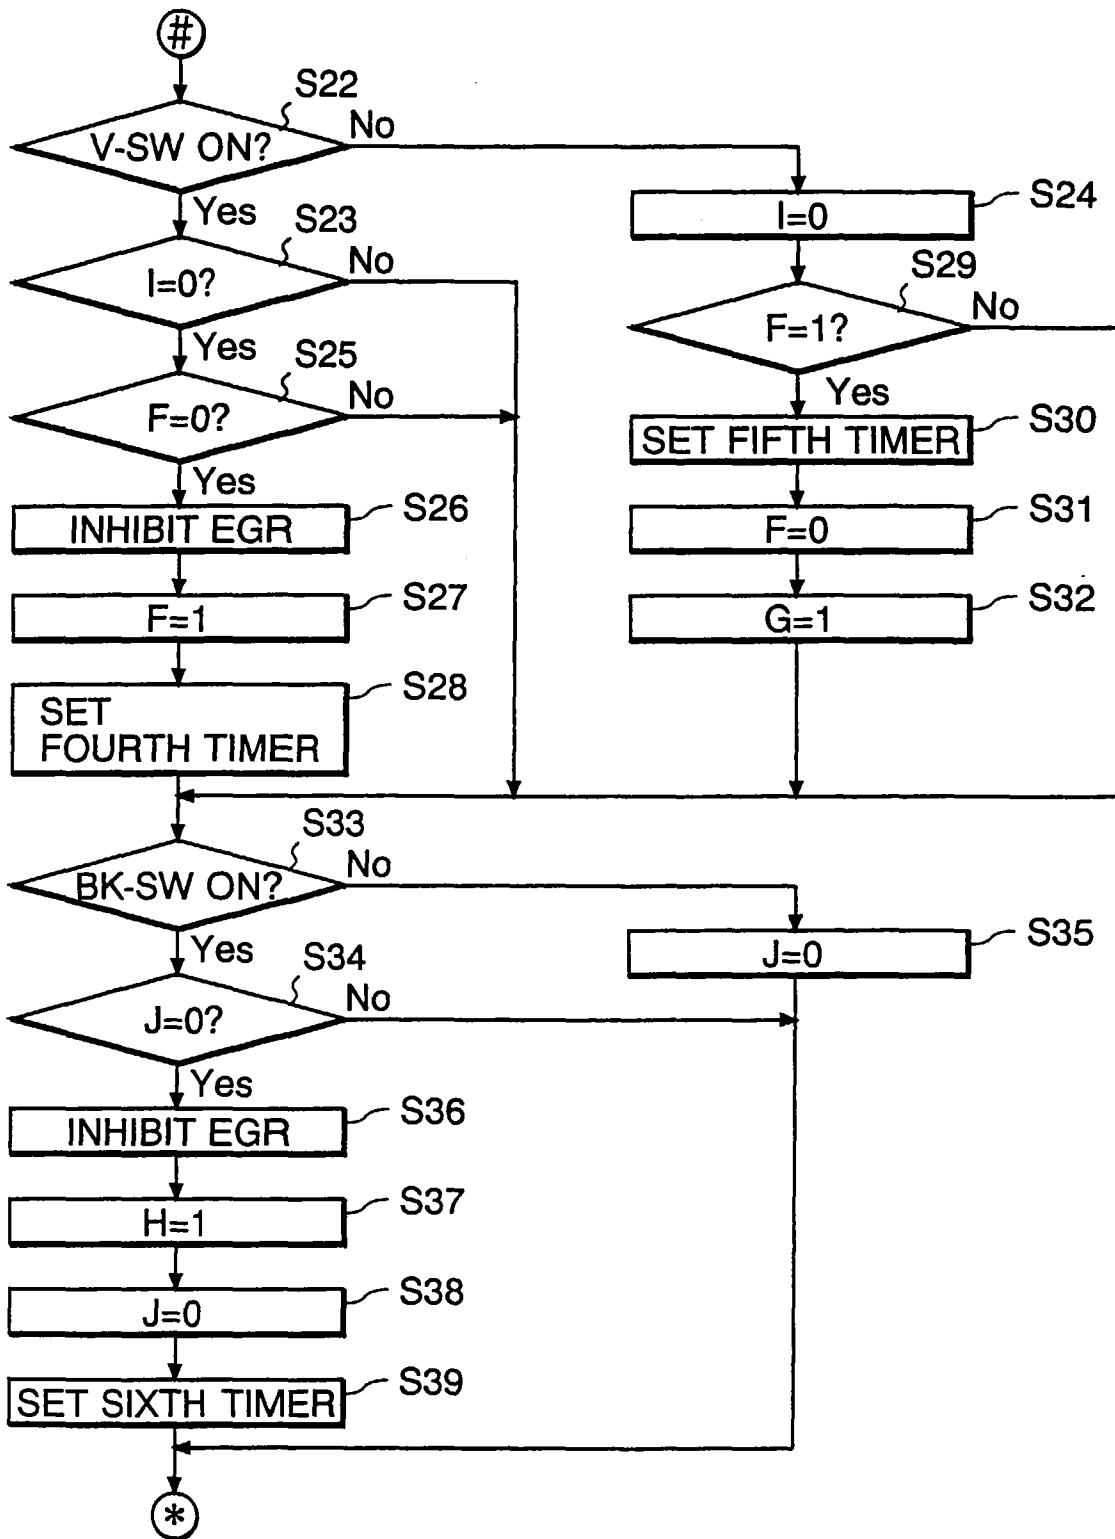 #
S22
V-SW ON?
No
Yes
S24
I=0
S23
I=0?
No
Yes
S29
F=1?
No
Yes
S25
F=0?
No
Yes
S30
SET FIFTH TIMER
S26
INHIBIT EGR
S31
F=0
S27
F=1
S32
G=1
S28
SET
FOURTH TIMER
S33
BK-SW ON?
No
Yes
S35
J=0
S34
J=0?
No
Yes
S36
INHIBIT EGR
S37
H=1
S38
J=0
S39
SET SIXTH TIMER
*